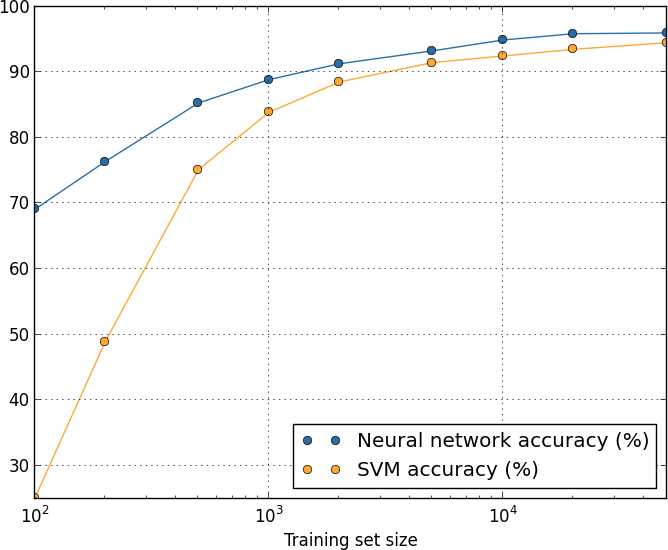 100
90
80
70
60
50
40
30
Neural network accuracy (%)
SVM accuracy (%)
10² 10³ 10⁴
Training set size